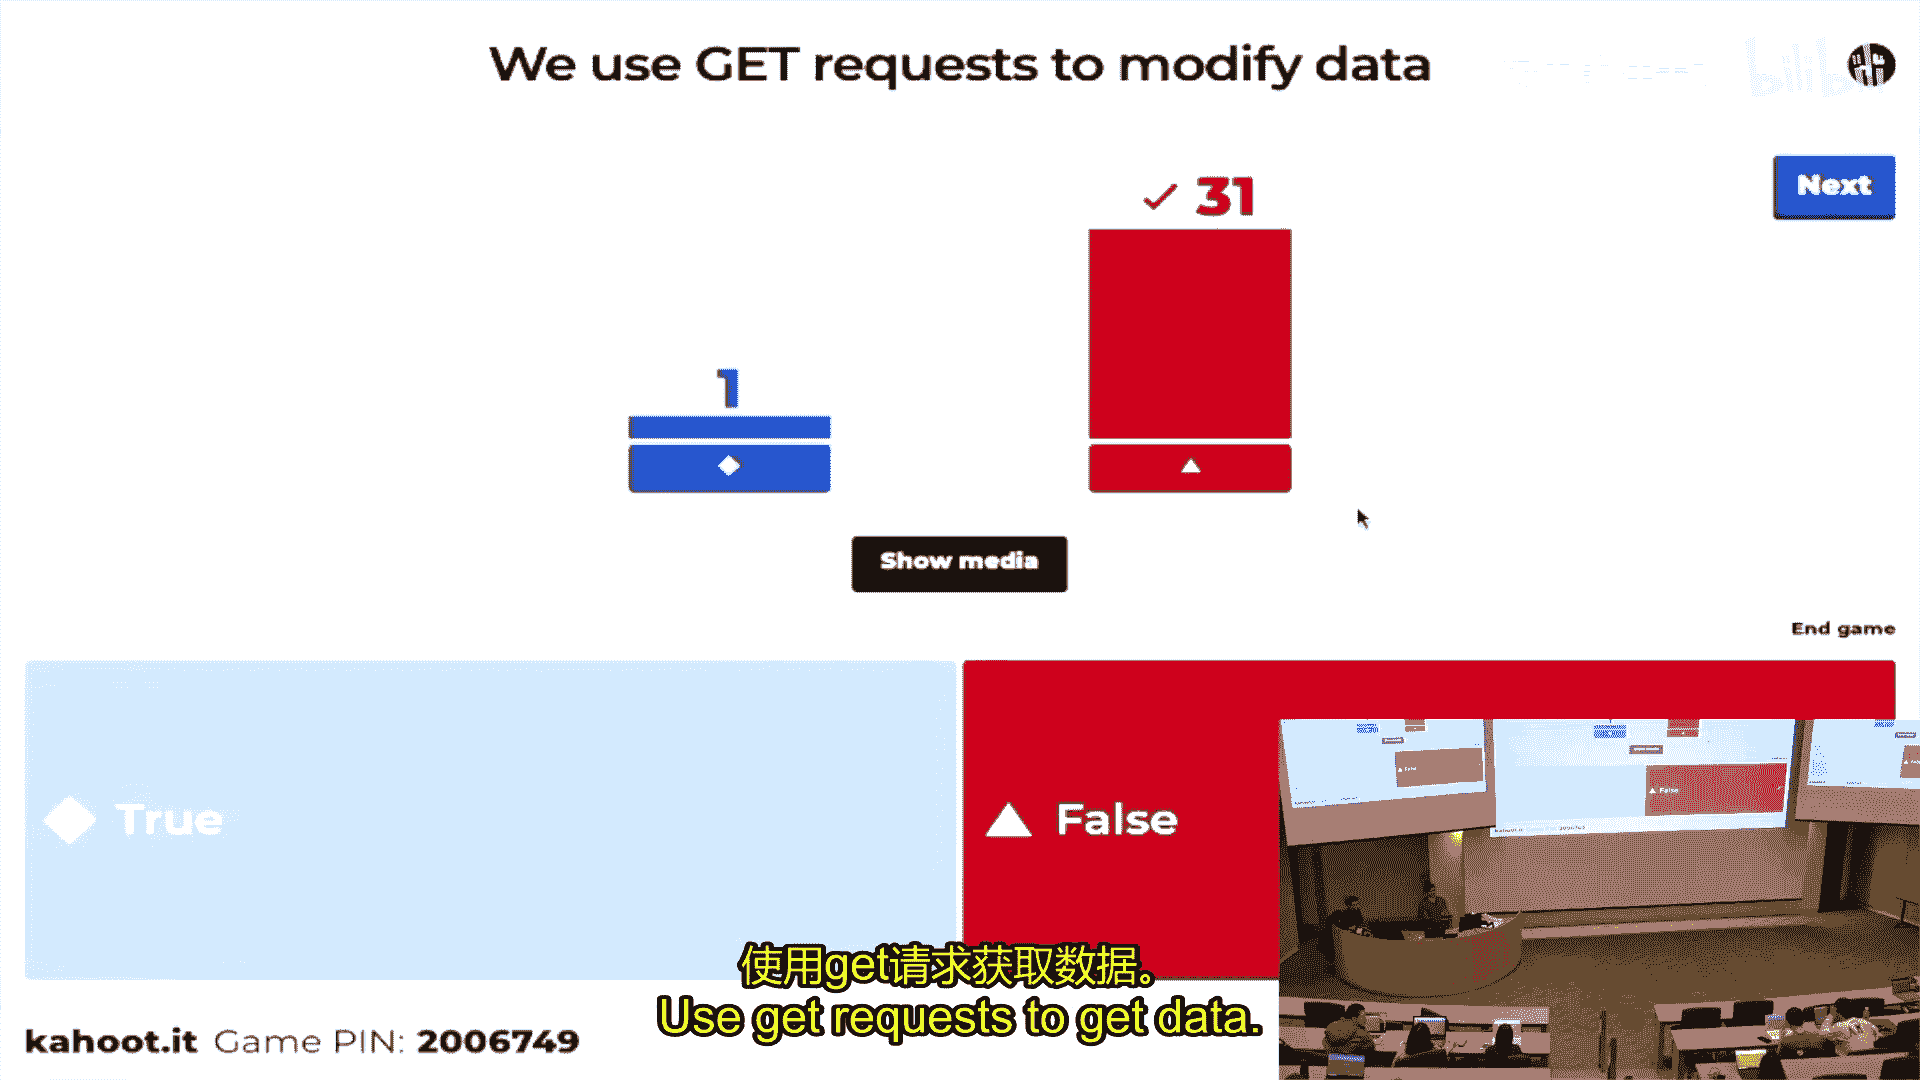 We use GET requests to modify data
bilibili
Next
31
1
Show media
End game
True
False
使用get请求获取数据。
Use get requests to get data.
kahoot.it Game PIN: 2006749